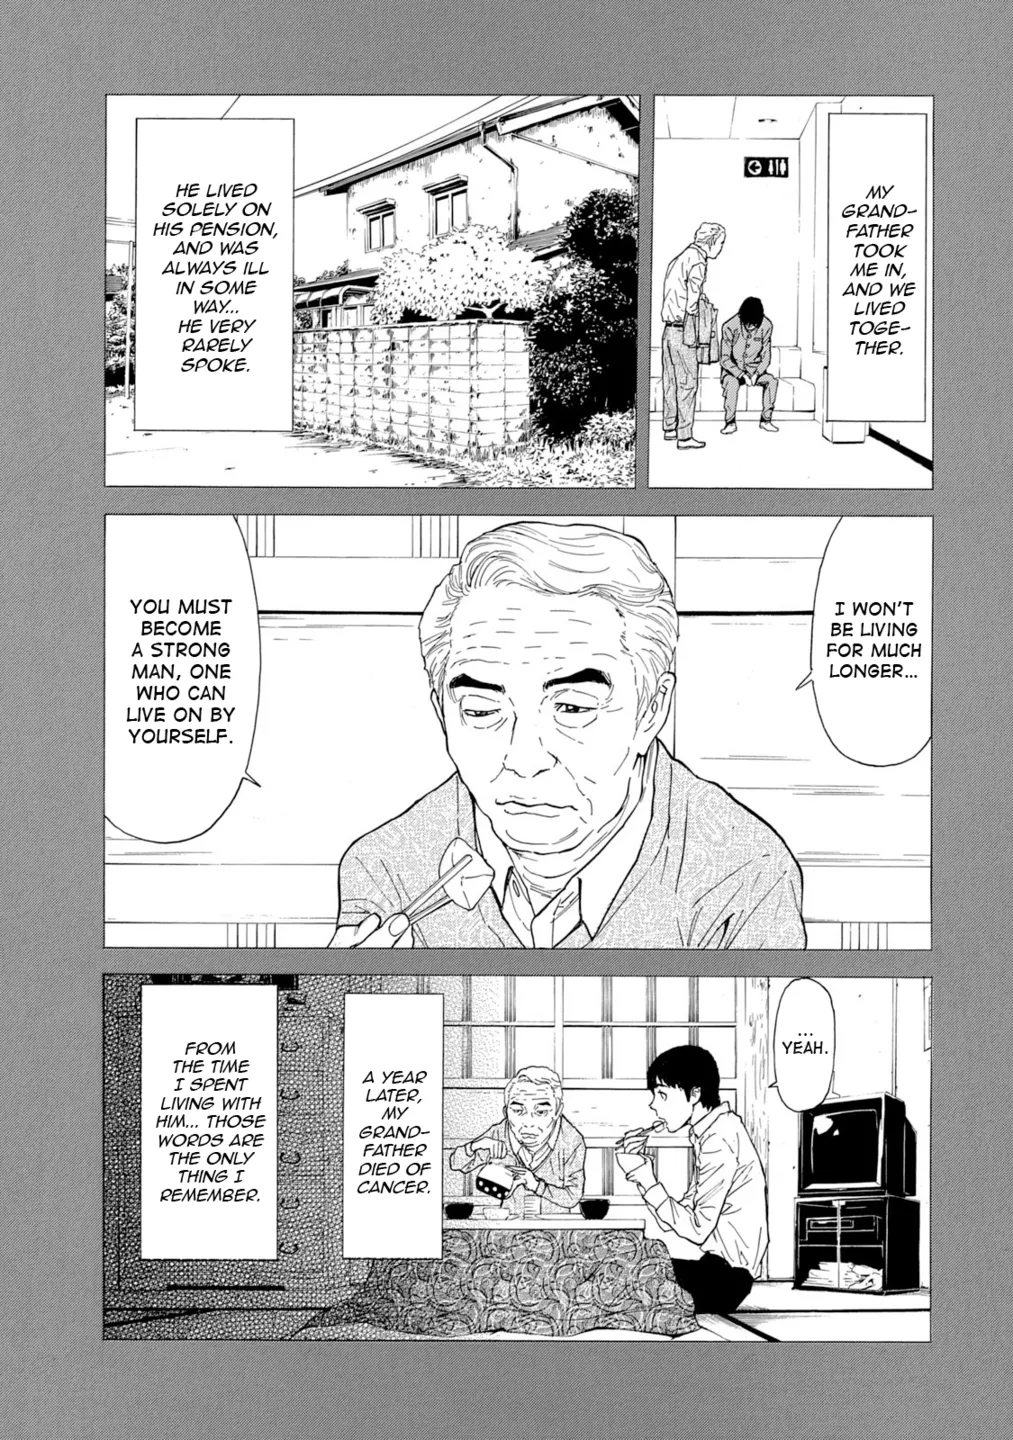 MY
GRAND-
FATHER
TOOK
ME IN,
AND WE
LIVED
TOGE-
THER.
HE LIVED
SOLELY ON
HIS PENSION,
AND WAS
ALWAYS ILL
IN SOME
WAY...
HE VERY
RARELY
SPOKE.
I WON'T
BE LIVING
FOR MUCH
LONGER...
YOU MUST
BECOME
A STRONG
MAN, ONE
WHO CAN
LIVE ON BY
YOURSELF.
...
YEAH.
A YEAR
LATER,
MY
GRAND-
FATHER
DIED OF
CANCER.
FROM
THE TIME
I SPENT
LIVING WITH
HIM... THOSE
WORDS ARE
THE ONLY
THING I
REMEMBER.